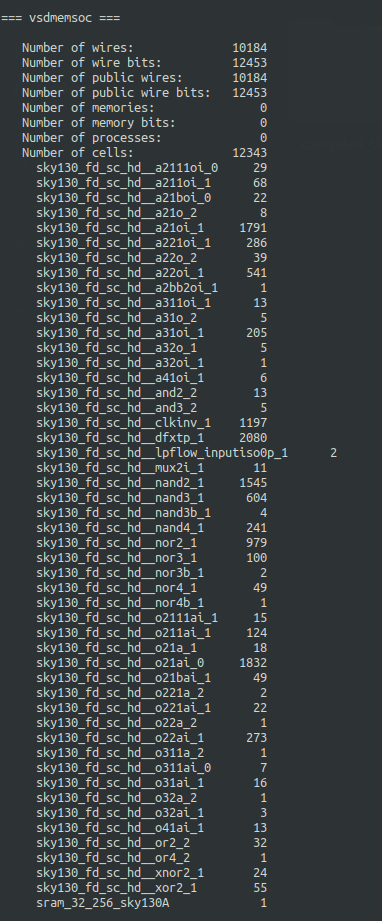 === vsdmemsoc ===
Number of wires: 10184
Number of wire bits: 12453
Number of public wires: 10184
Number of public wire bits: 12453
Number of memories: 0
Number of memory bits: 0
Number of processes: 0
Number of cells: 12343
sky130_fd_sc_hd__a2111oi_0 29
sky130_fd_sc_hd__a211oi_1 68
sky130_fd_sc_hd__a21boi_0 22
sky130_fd_sc_hd__a21o_2 8
sky130_fd_sc_hd__a21oi_1 1791
sky130_fd_sc_hd__a221oi_1 286
sky130_fd_sc_hd__a22o_2 39
sky130_fd_sc_hd__a22oi_1 541
sky130_fd_sc_hd__a2bb2oi_1 1
sky130_fd_sc_hd__a311oi_1 13
sky130_fd_sc_hd__a31o_2 5
sky130_fd_sc_hd__a31oi_1 205
sky130_fd_sc_hd__a32o_1 5
sky130_fd_sc_hd__a32oi_1 1
sky130_fd_sc_hd__a41oi_1 6
sky130_fd_sc_hd__and2_2 13
sky130_fd_sc_hd__and3_2 5
sky130_fd_sc_hd__clkinv_1 1197
sky130_fd_sc_hd__dfxtp_1 2080
sky130_fd_sc_hd__lpflow_inputiso0p_1 2
sky130_fd_sc_hd__mux2i_1 11
sky130_fd_sc_hd__nand2_1 1545
sky130_fd_sc_hd__nand3_1 604
sky130_fd_sc_hd__nand3b_1 4
sky130_fd_sc_hd__nand4_1 241
sky130_fd_sc_hd__nor2_1 979
sky130_fd_sc_hd__nor3_1 100
sky130_fd_sc_hd__nor3b_1 2
sky130_fd_sc_hd__nor4_1 49
sky130_fd_sc_hd__nor4b_1 1
sky130_fd_sc_hd__o2111ai_1 15
sky130_fd_sc_hd__o211ai_1 124
sky130_fd_sc_hd__o21a_1 18
sky130_fd_sc_hd__o21ai_0 1832
sky130_fd_sc_hd__o21bai_1 49
sky130_fd_sc_hd__o221a_2 2
sky130_fd_sc_hd__o221ai_1 22
sky130_fd_sc_hd__o22a_2 1
sky130_fd_sc_hd__o22ai_1 273
sky130_fd_sc_hd__o311a_2 1
sky130_fd_sc_hd__o311ai_0 7
sky130_fd_sc_hd__o31ai_1 16
sky130_fd_sc_hd__o32a_2 1
sky130_fd_sc_hd__o32ai_1 3
sky130_fd_sc_hd__o41ai_1 13
sky130_fd_sc_hd__or2_2 32
sky130_fd_sc_hd__or4_2 1
sky130_fd_sc_hd__xnor2_1 24
sky130_fd_sc_hd__xor2_1 55
sram_32_256_sky130A 1